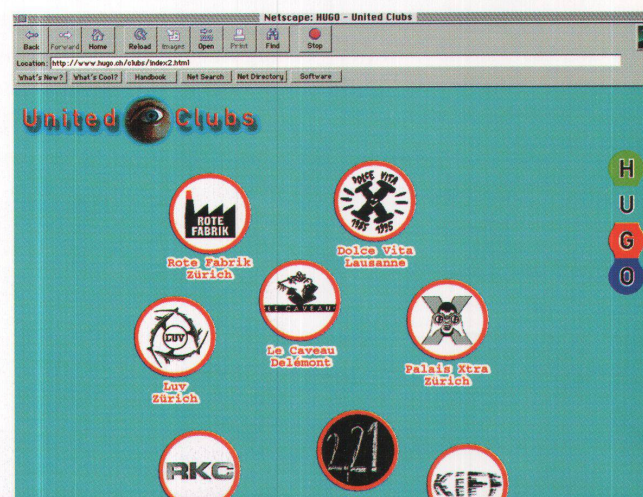 Netscape: HUGO - United Clubs
Back Forward Home Reload Images Open Print Find Stop
Location: http://www.hugo.ch/clubs/index2.html
What's New? What's Cool? Handbook Net Search Net Directory Software
United Clubs
H
U
G
O
ROTE
FABRIK
Rote Fabrik
Zürich
DOLCE VITA
X
1985 1995
Dolce Vita
Lausanne
LE CAVEAU
Le Caveau
Delémont
LUV
Luv
Zürich
X
Palais Xtra
Zürich
RKC
221
KIFF